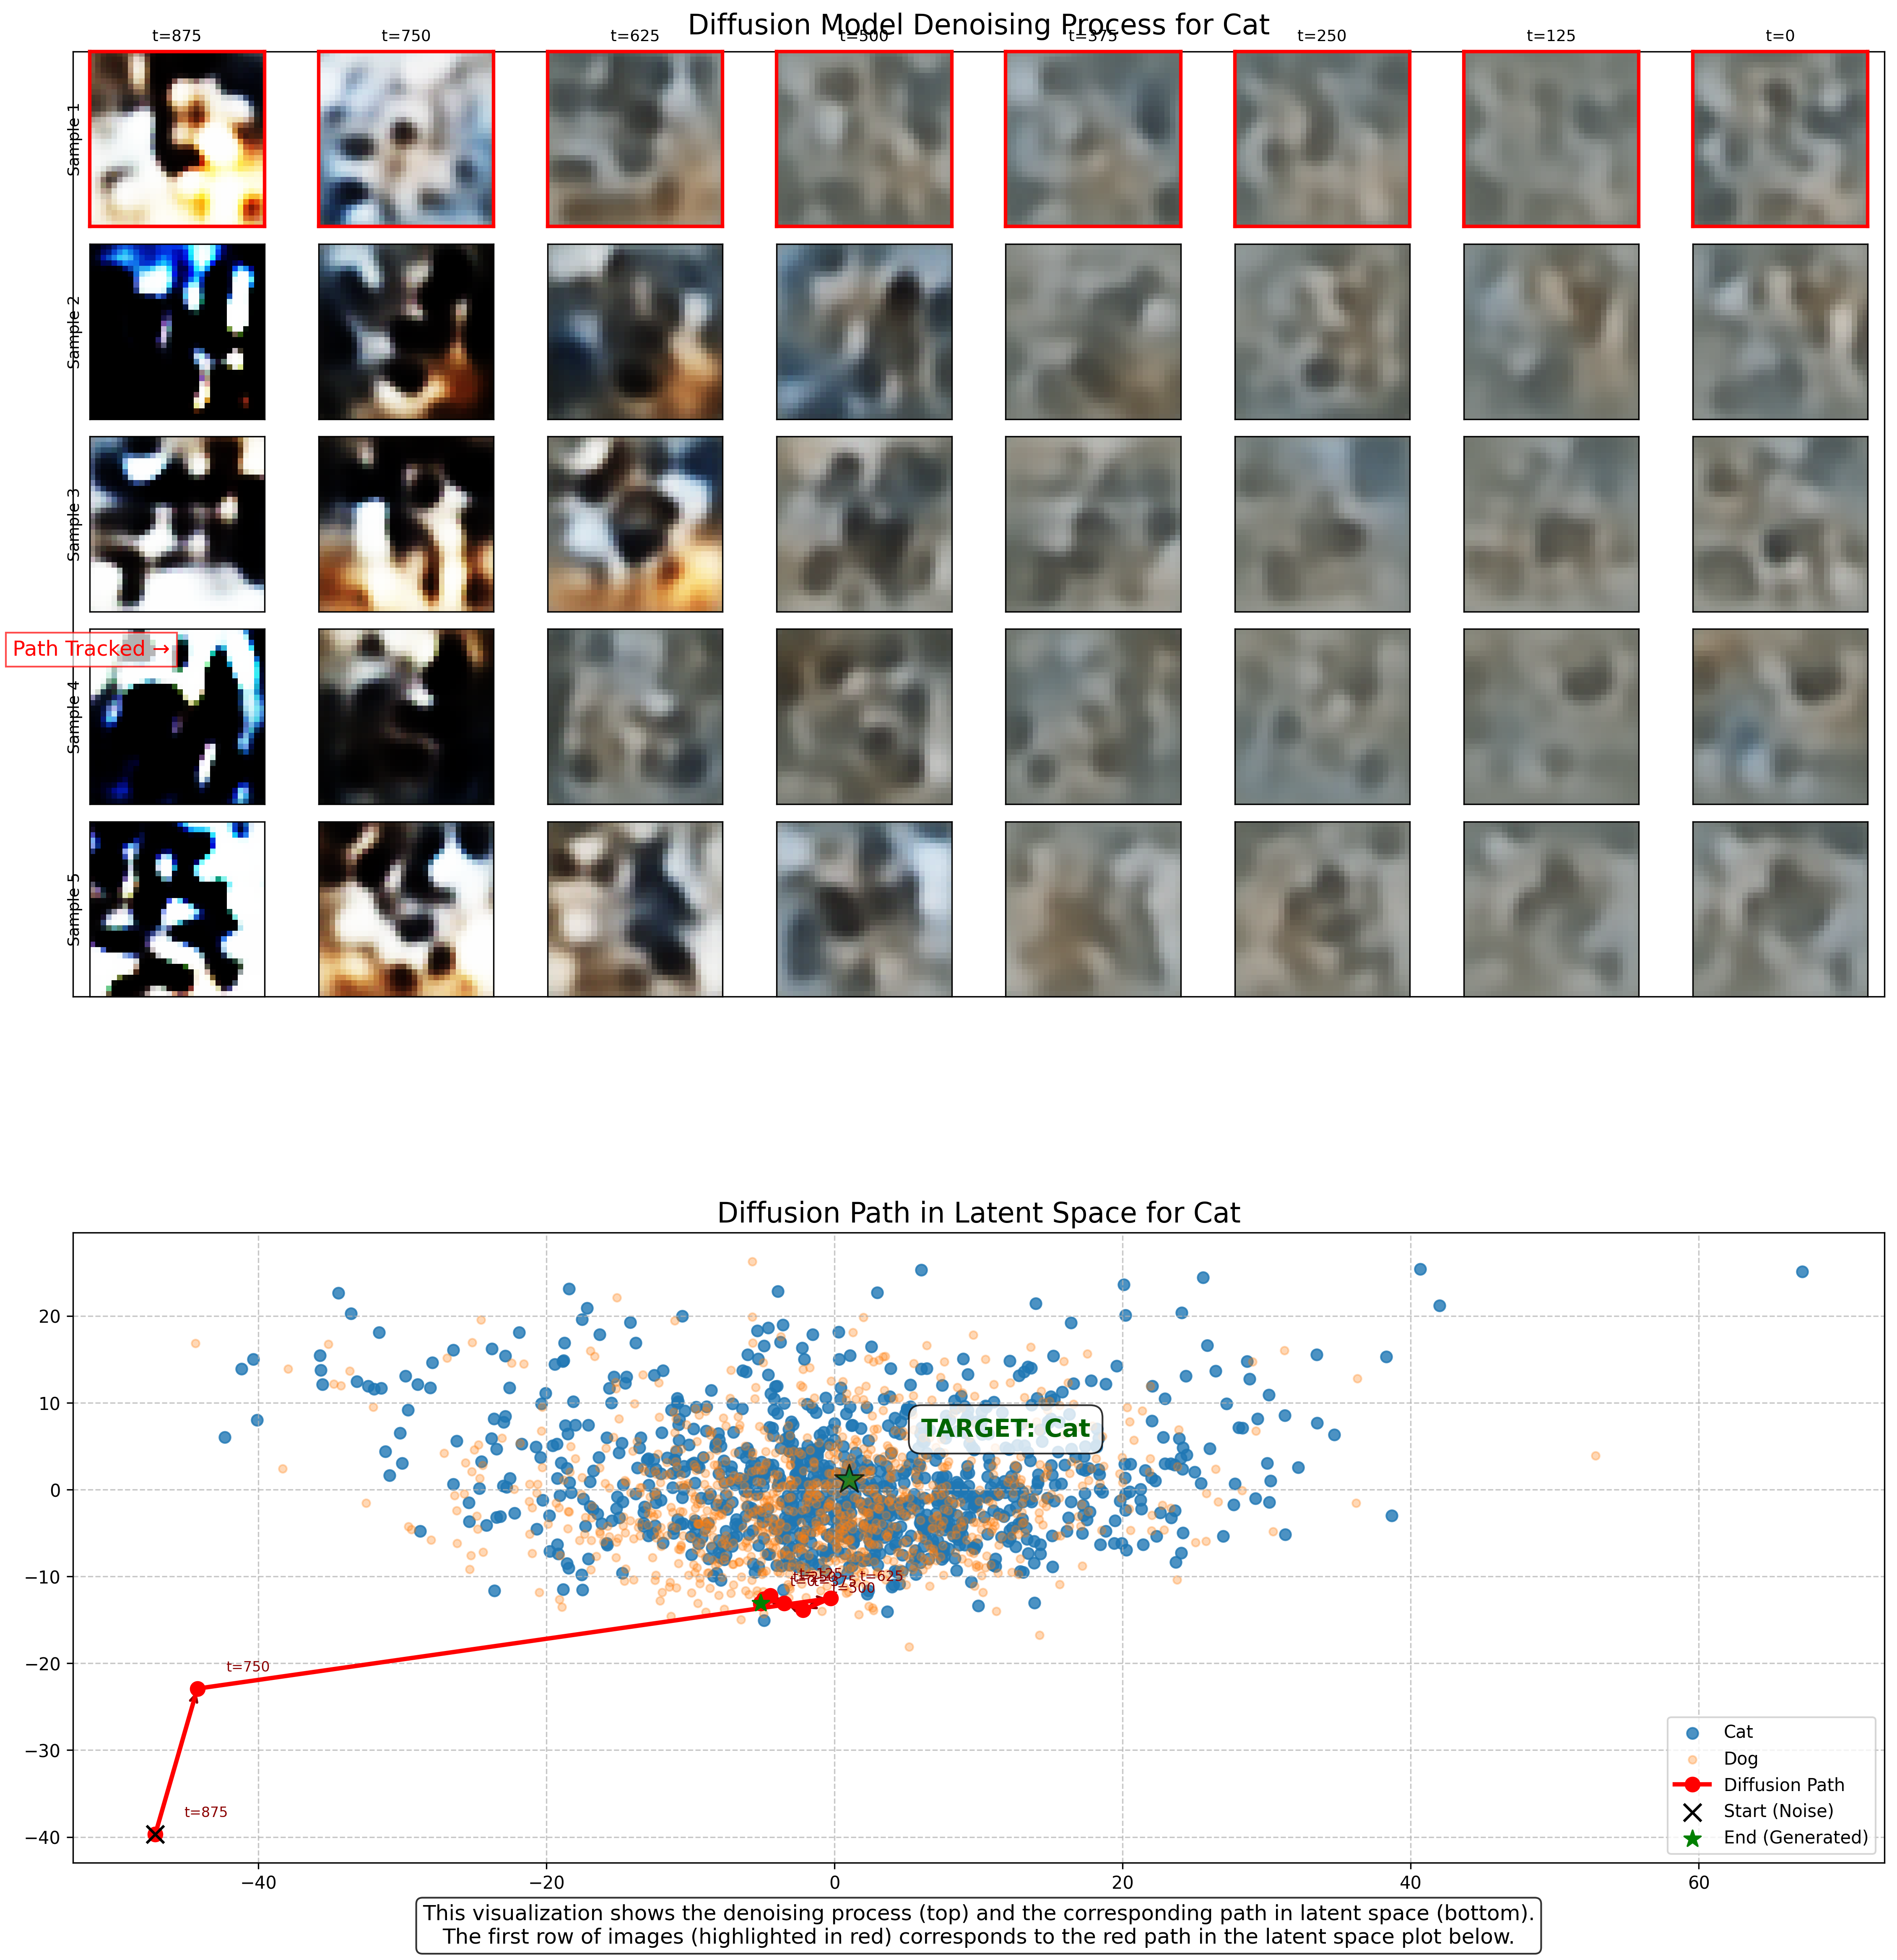 Diffusion Model Denoising Process for Cat
t=875
t=750
t=625
t=500
t=375
t=250
t=125
t=0
Sample 1
Sample 2
Sample 3
Path Tracked →
Sample 4
Sample 5
Diffusion Path in Latent Space for Cat
20
10
0
−10
−20
−30
−40
TARGET: Cat
t=625
t=500
t=375
t=125
t=750
t=875
Cat
Dog
Diffusion Path
Start (Noise)
End (Generated)
−40
−20
0
20
40
60
This visualization shows the denoising process (top) and the corresponding path in latent space (bottom).
The first row of images (highlighted in red) corresponds to the red path in the latent space plot below.